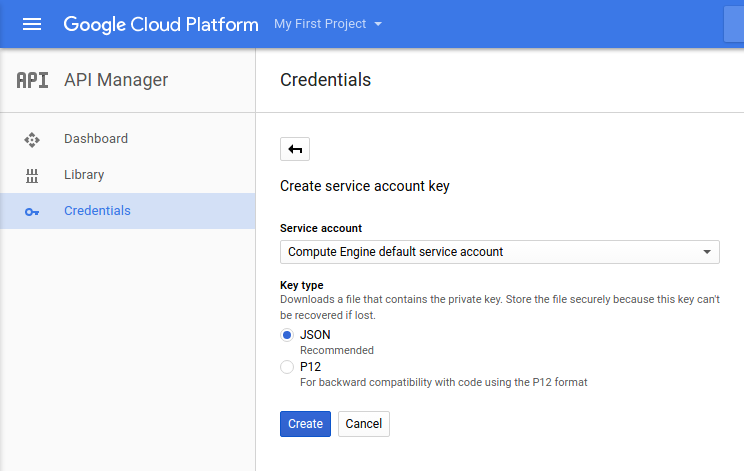 Google Cloud Platform My First Project
API API Manager
Credentials
Dashboard
Library
Credentials
Create service account key
Service account
Compute Engine default service account
Key type
Downloads a file that contains the private key. Store the file securely because this key can't
be recovered if lost.
JSON
Recommended
P12
For backward compatibility with code using the P12 format
Create Cancel